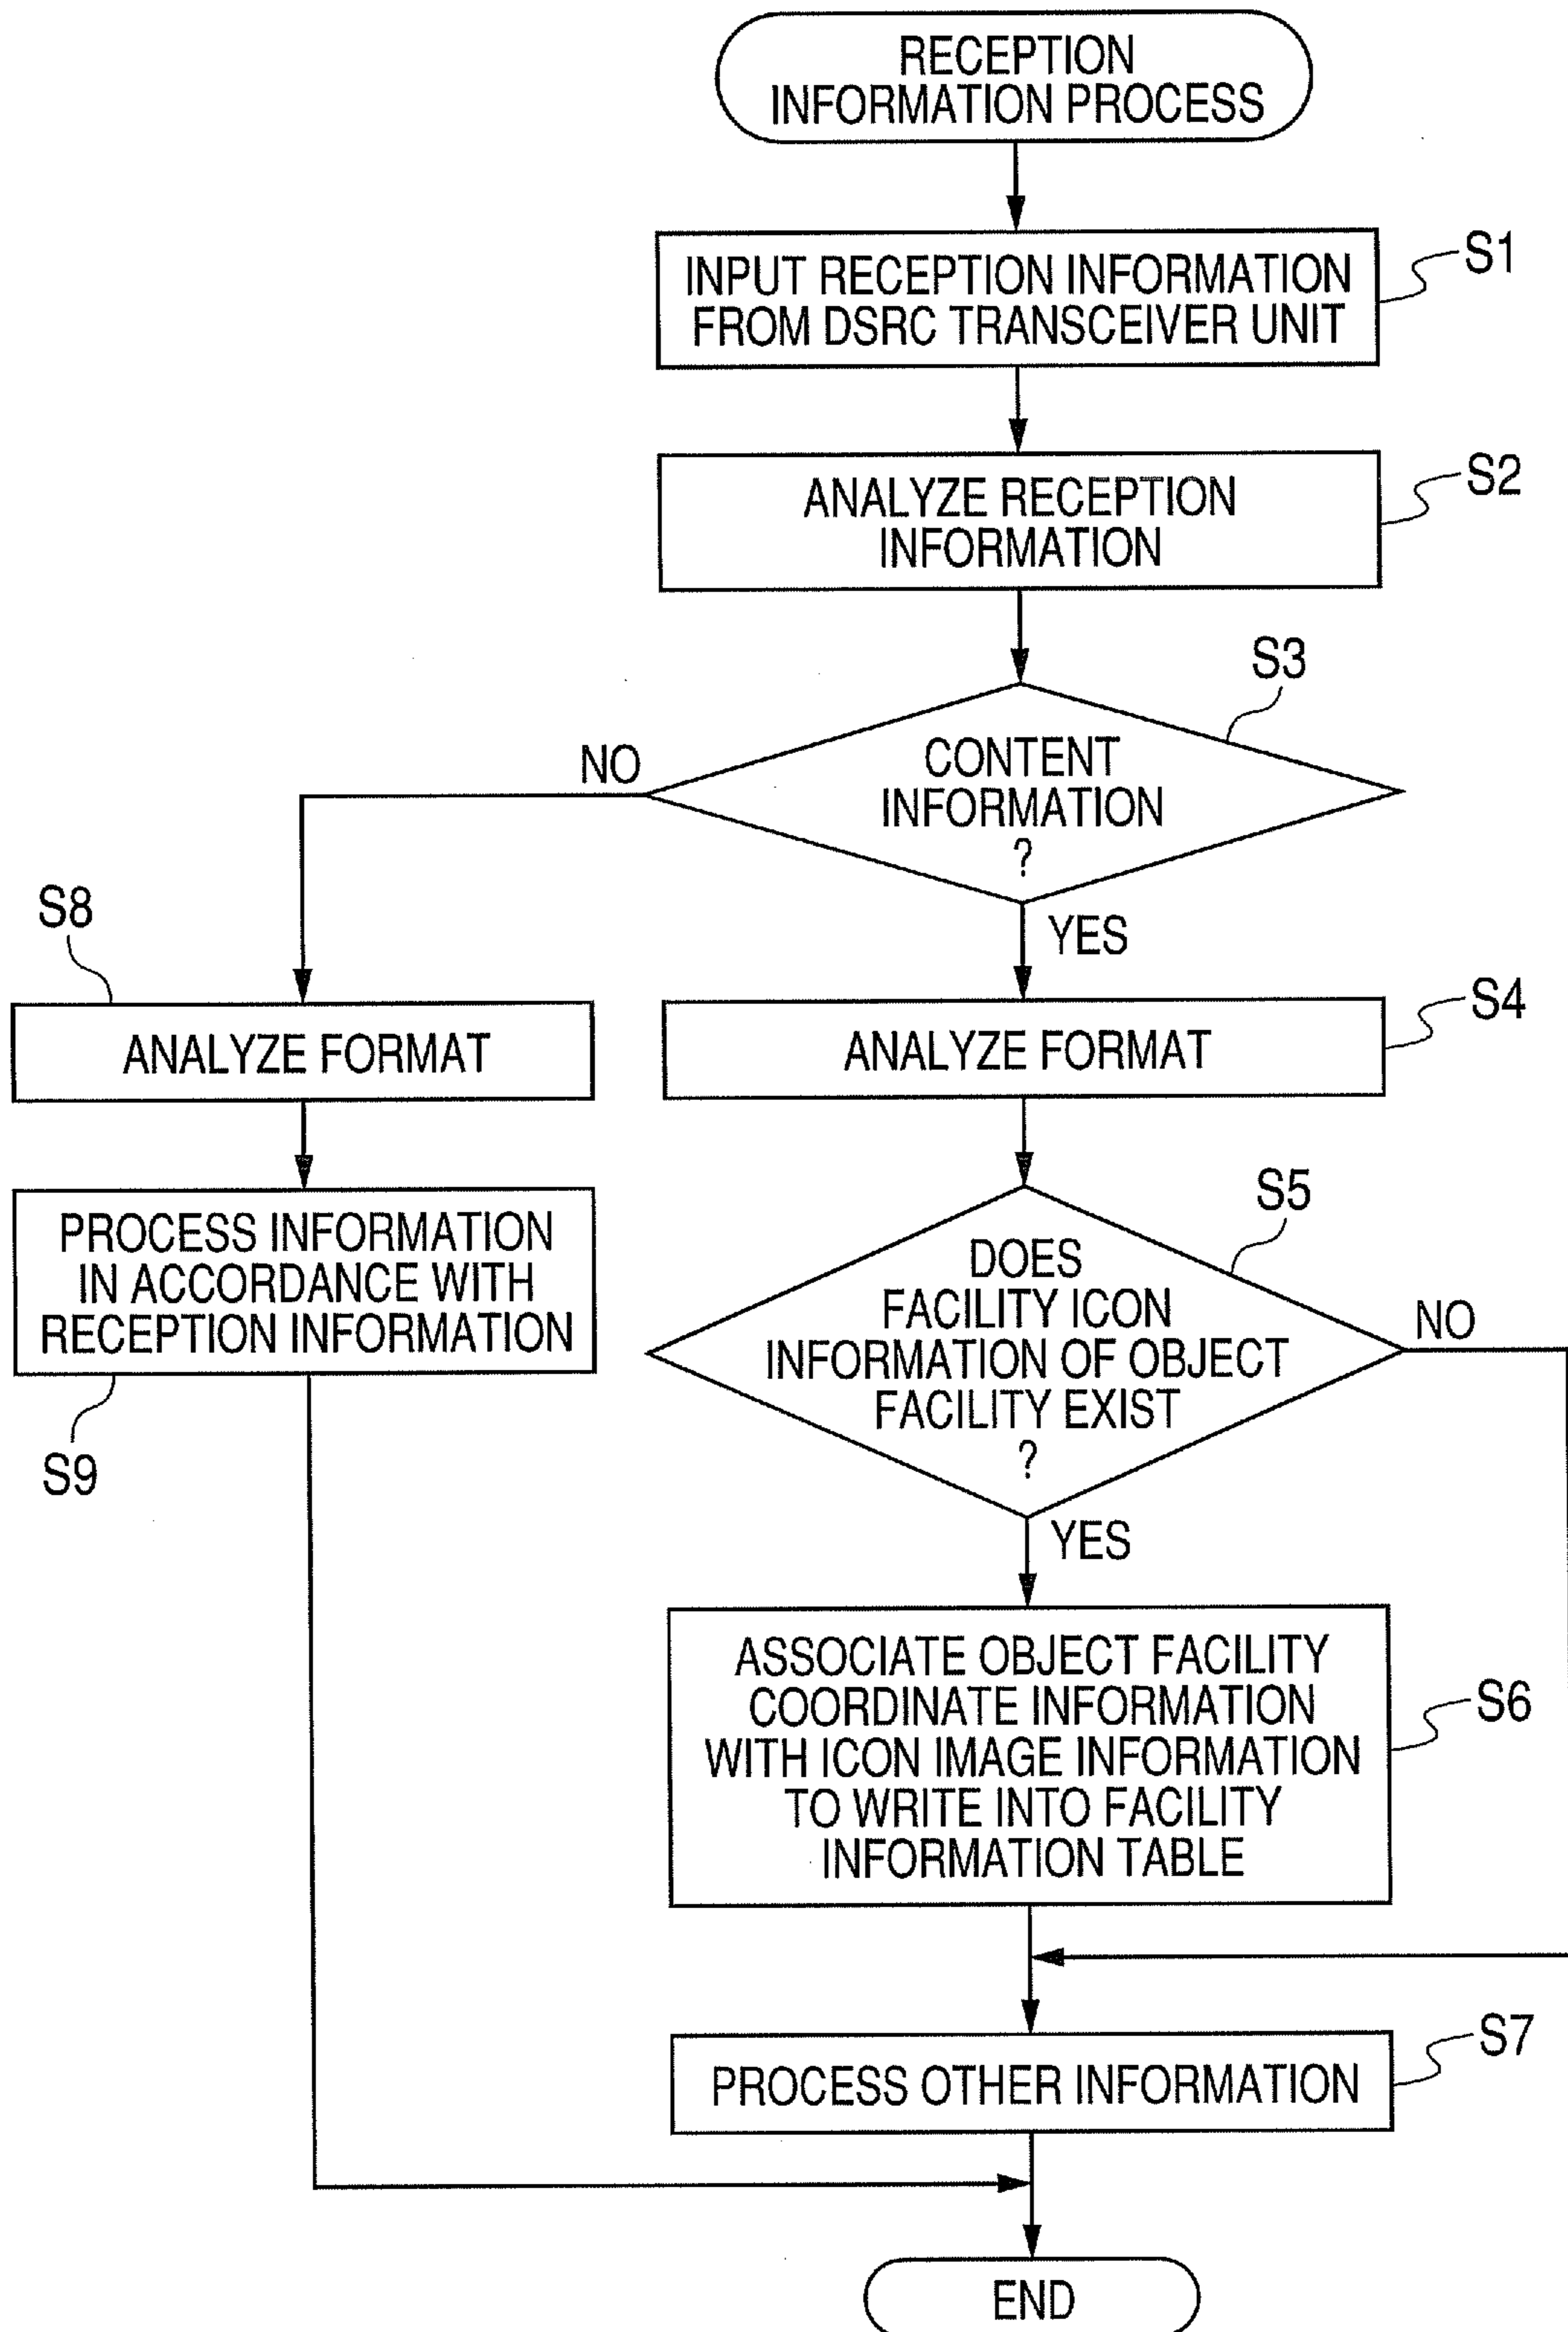 RECEPTION
INFORMATION PROCESS
INPUT RECEPTION INFORMATION
FROM DSRC TRANSCEIVER UNIT
S1
ANALYZE RECEPTION
INFORMATION
S2
S3
CONTENT
INFORMATION
?
NO
YES
S8
ANALYZE FORMAT
ANALYZE FORMAT
S4
PROCESS INFORMATION
IN ACCORDANCE WITH
RECEPTION INFORMATION
S9
S5
DOES
FACILITY ICON
INFORMATION OF OBJECT
FACILITY EXIST
?
NO
YES
ASSOCIATE OBJECT FACILITY
COORDINATE INFORMATION
WITH ICON IMAGE INFORMATION
TO WRITE INTO FACILITY
INFORMATION TABLE
S6
PROCESS OTHER INFORMATION
S7
END